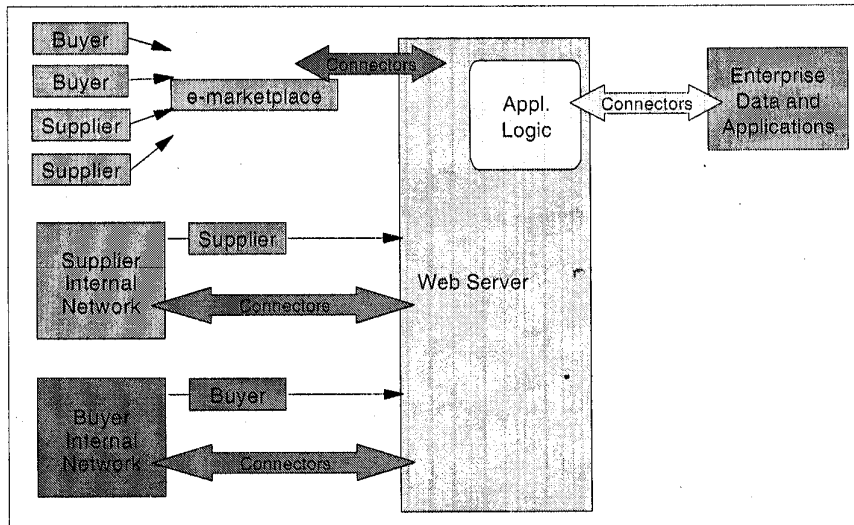 Buyer
Buyer
Supplier
Supplier
e-marketplace
Connectors
Appl.
Logic
Connectors
Enterprise
Data and
Applications
Supplier
Supplier
Internal
Network
Connectors
Web Server
Buyer
Buyer
Internal
Network
Connectors